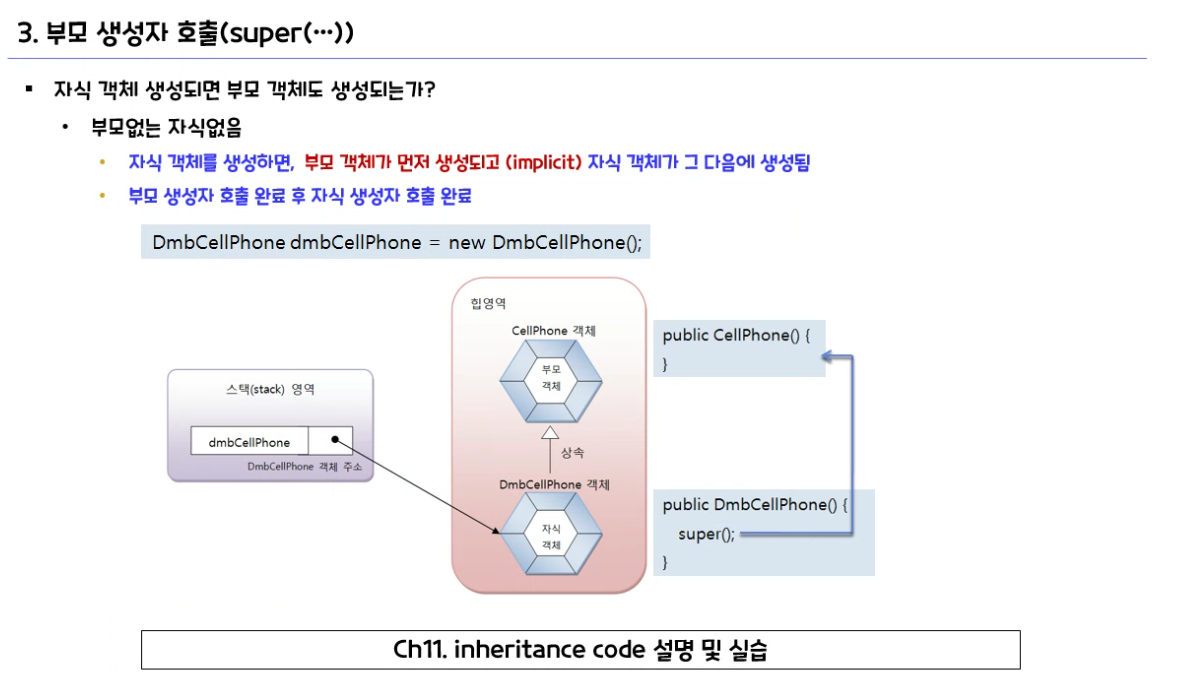 3. 부모 생성자 호출(super(…))
▪ 자식 객체 생성되면 부모 객체도 생성되는가?
• 부모없는 자식없음
• 자식 객체를 생성하면, 부모 객체가 먼저 생성되고 (implicit) 자식 객체가 그 다음에 생성됨
• 부모 생성자 호출 완료 후 자식 생성자 호출 완료
DmbCellPhone dmbCellPhone = new DmbCellPhone();
힙영역
CellPhone 객체
부모
객체
public CellPhone() {
}
스택(stack) 영역
dmbCellPhone
DmbCellPhone 객체 주소
상속
DmbCellPhone 객체
자식
객체
public DmbCellPhone() {
super();
}
Ch11. inheritance code 설명 및 실습